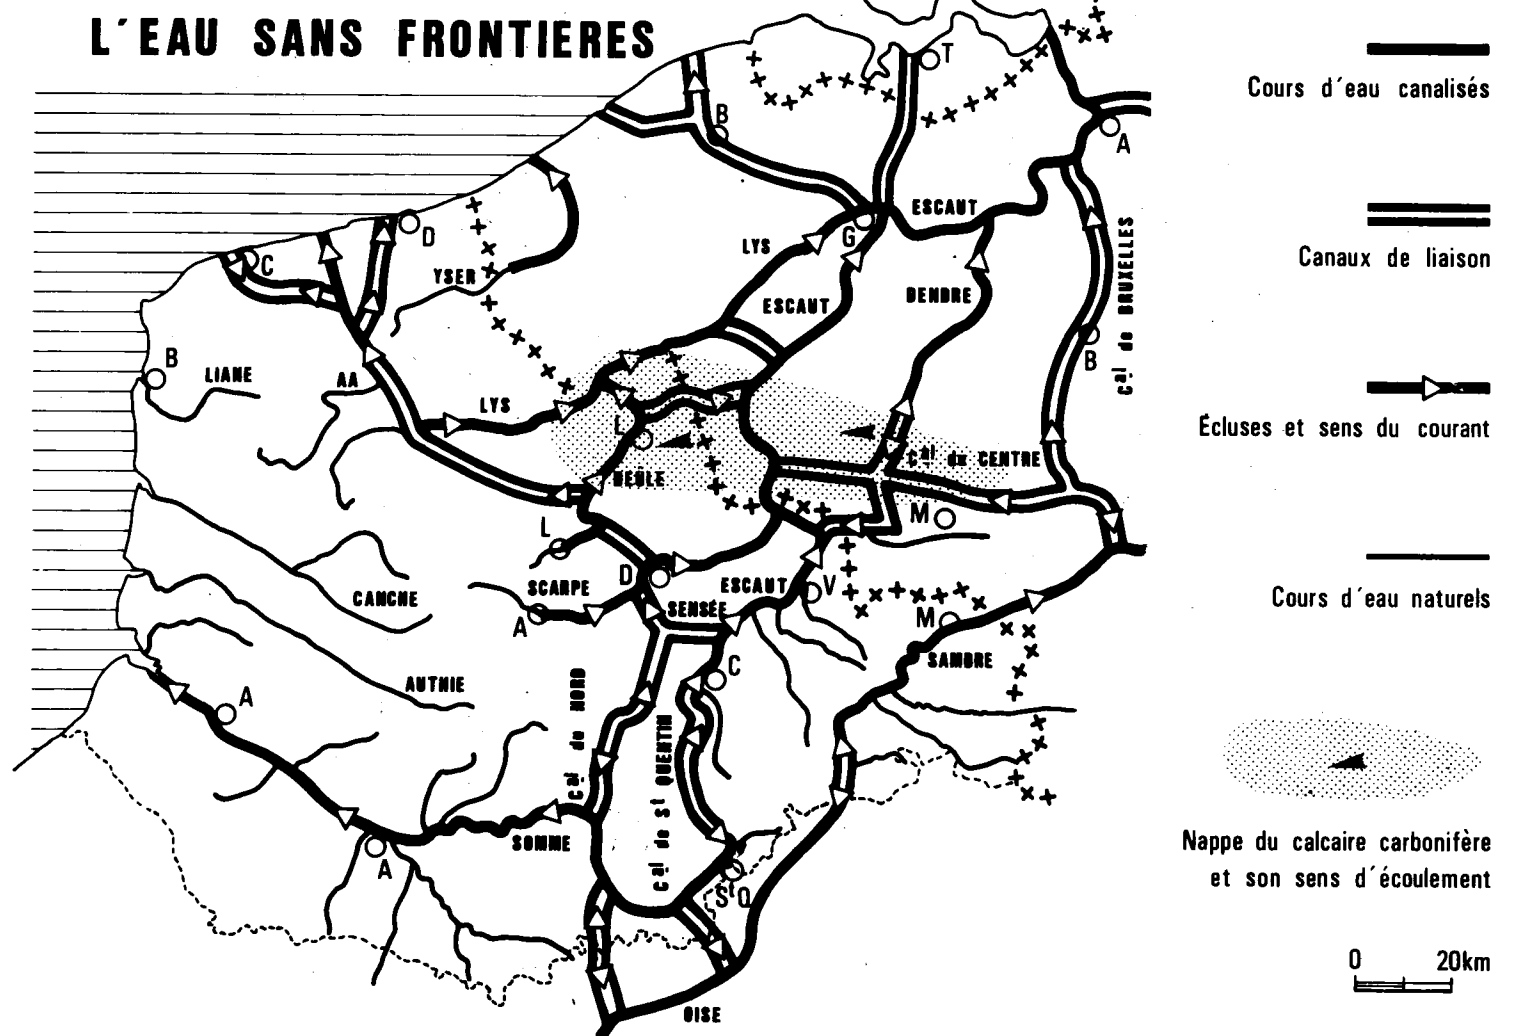 L'EAU SANS FRONTIERES
T
B
A
D
G
ESCAUT
LYS
C
YSER
ESCAUT
DENDRE
Cal de BRUXELLES
B
B
LIANE
AA
LYS
L
DEULE
Cal du CENTRE
M
L
D
SCARPE
ESCAUT
V
SENSÉE
A
CANCHE
M
SAMBRE
C
AUTHIE
A
Cal du NORD
Cal de St QUENTIN
SOMME
A
St Q
OISE
Cours d'eau canalisés
Canaux de liaison
Écluses et sens du courant
Cours d'eau naturels
Nappe du calcaire carbonifère
et son sens d'écoulement
0 20km